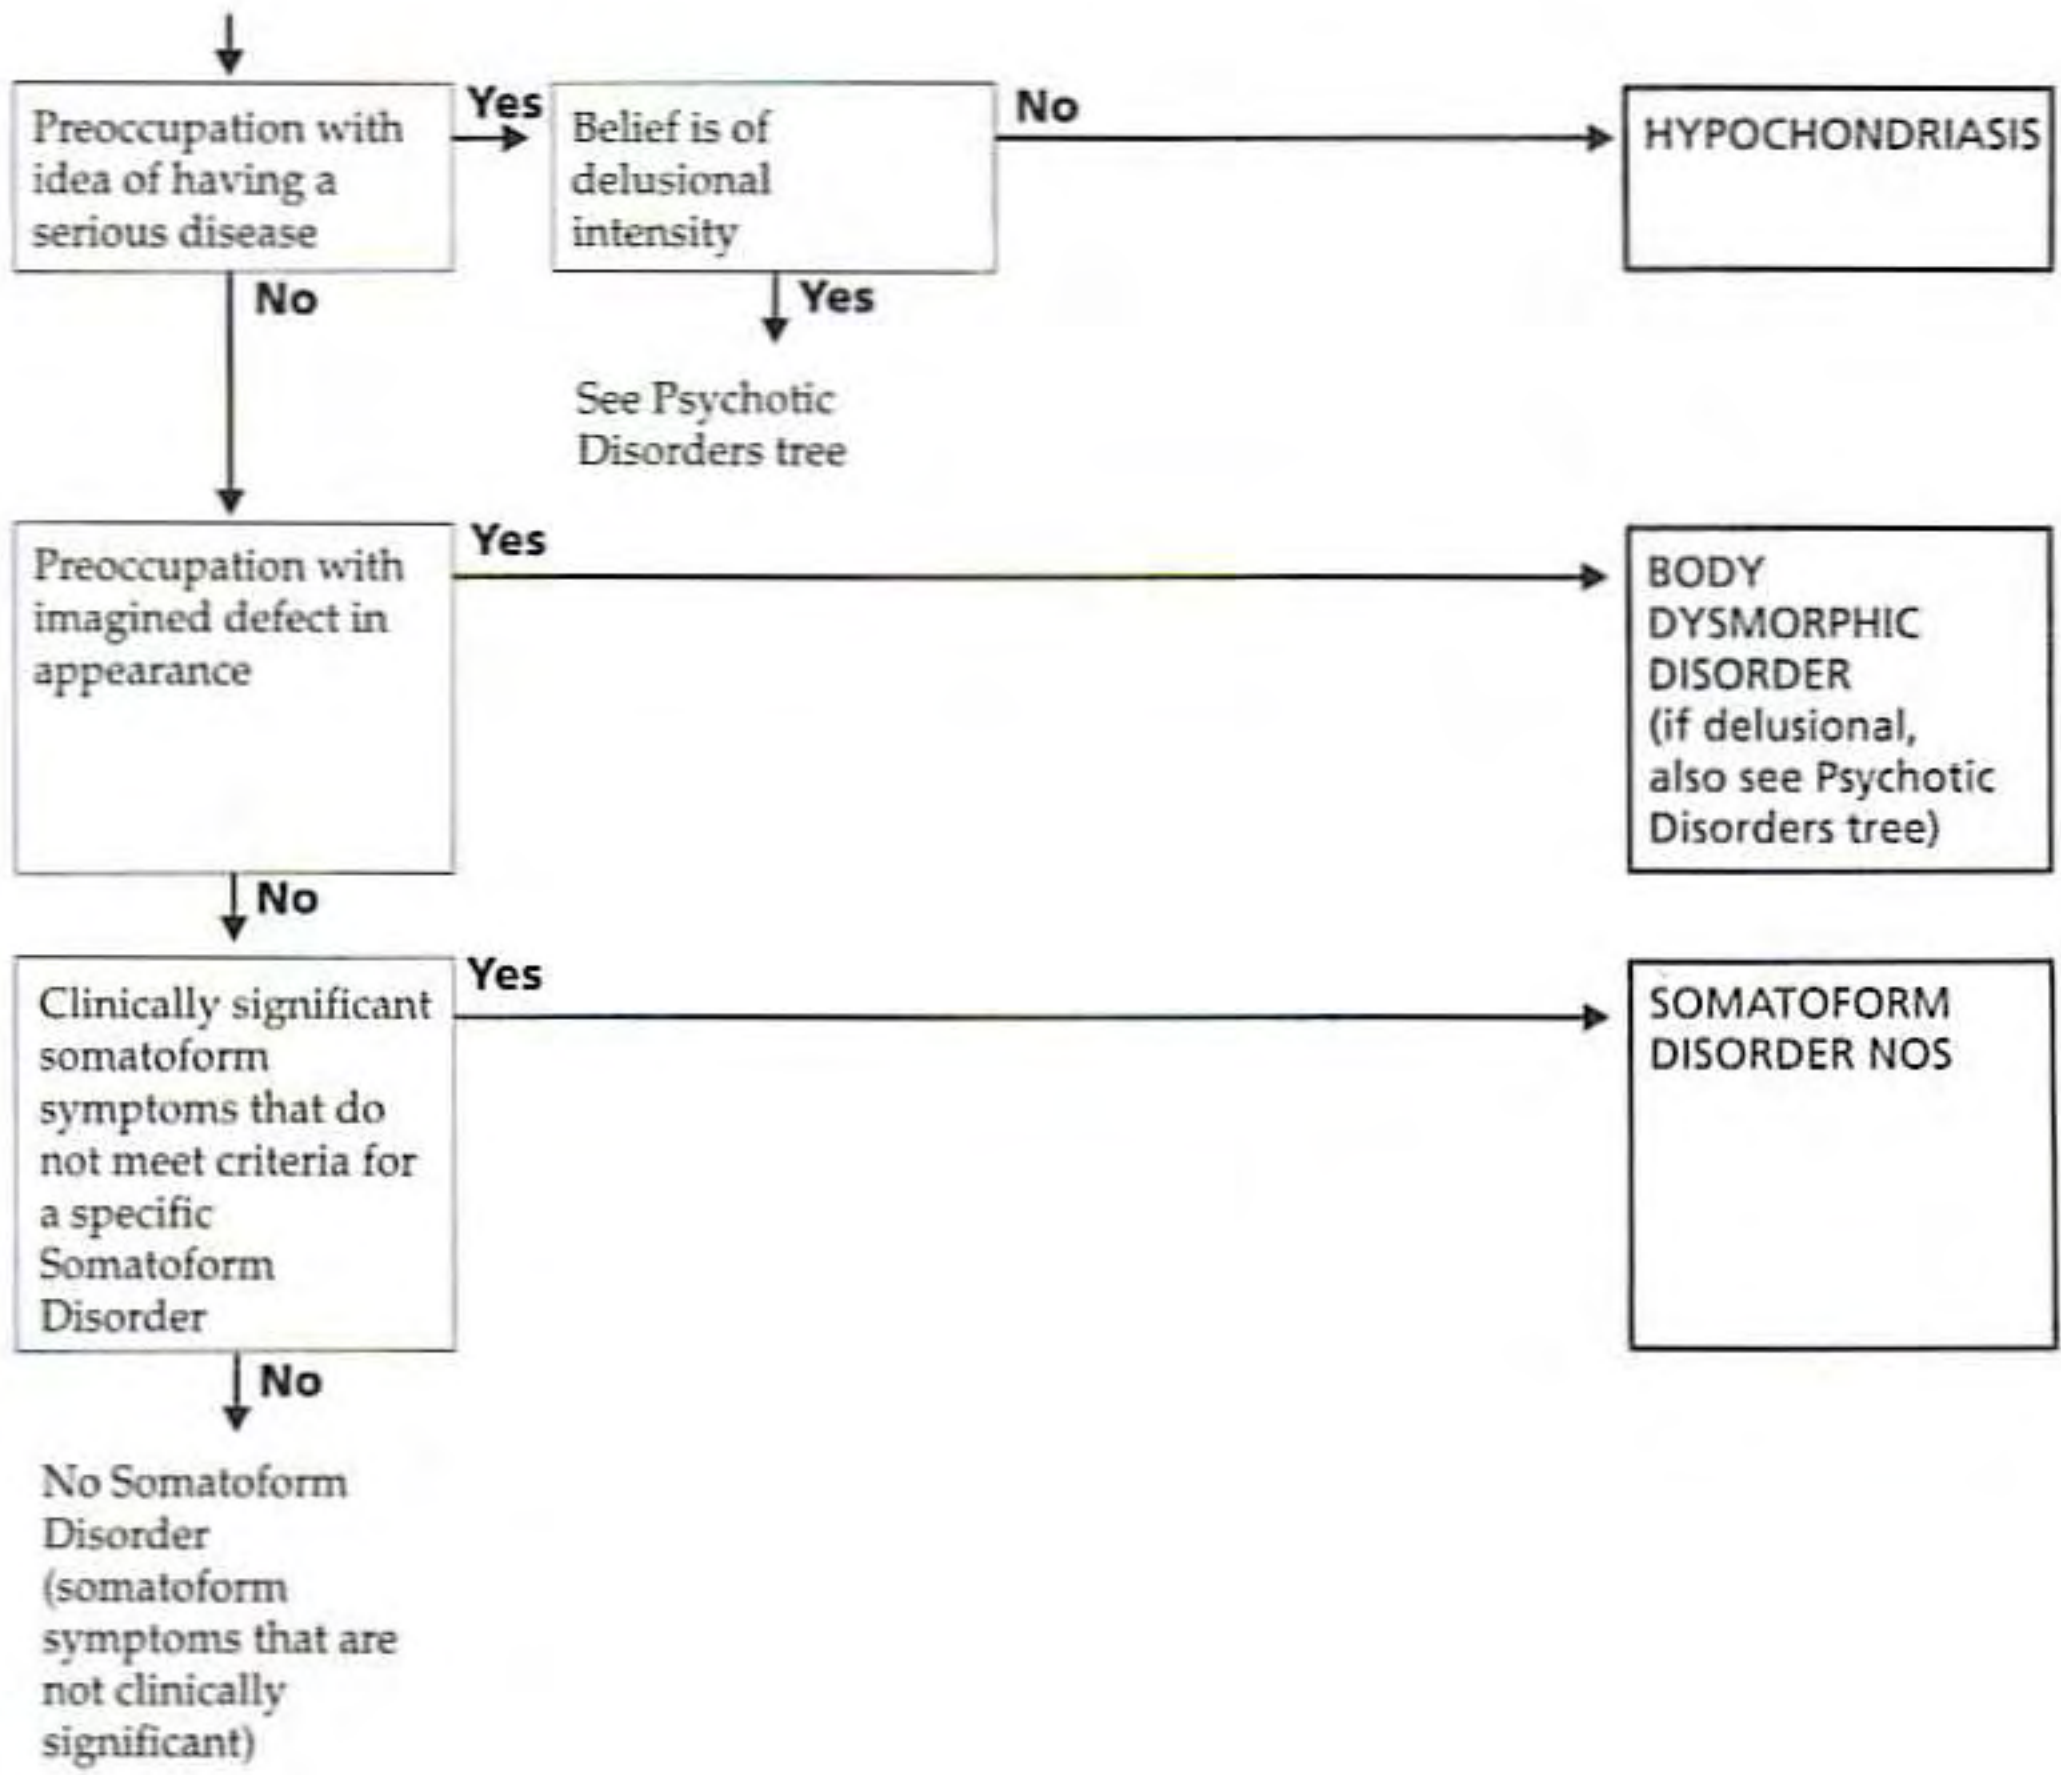 Preoccupation with
idea of having a
serious disease
Yes
Belief is of
delusional
intensity
No
HYPOCHONDRIASIS
No
Yes
See Psychotic
Disorders tree
Preoccupation with
imagined defect in
appearance
Yes
BODY
DYSMORPHIC
DISORDER
(if delusional,
also see Psychotic
Disorders tree)
No
Clinically significant
somatoform
symptoms that do
not meet criteria for
a specific
Somatoform
Disorder
Yes
SOMATOFORM
DISORDER NOS
No
No Somatoform
Disorder
(somatoform
symptoms that are
not clinically
significant)